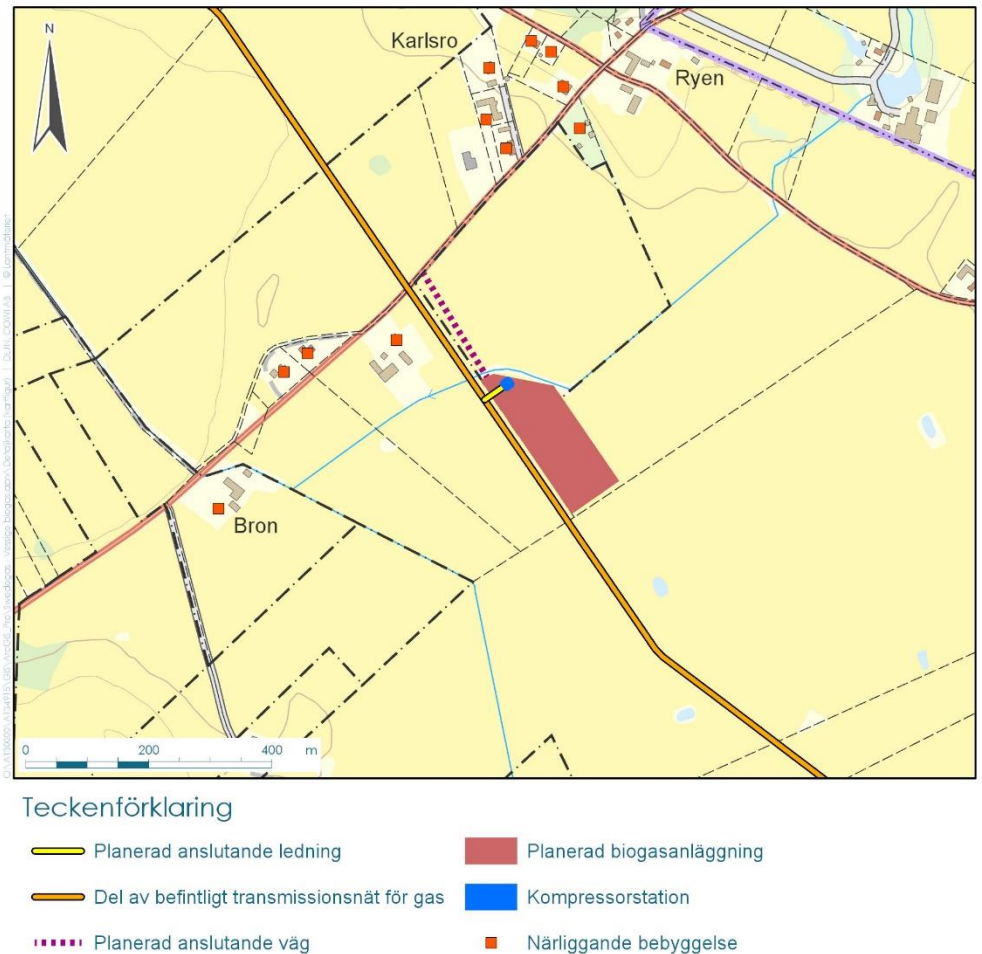 N
Karlsro
Ryen
Bron
0 200 400 m
Teckenförklaring
Planerad anslutande ledning
Planerad biogasanläggning
Del av befintligt transmissionsnät för gas
Kompressorstation
Planerad anslutande väg
Närliggande bebyggelse